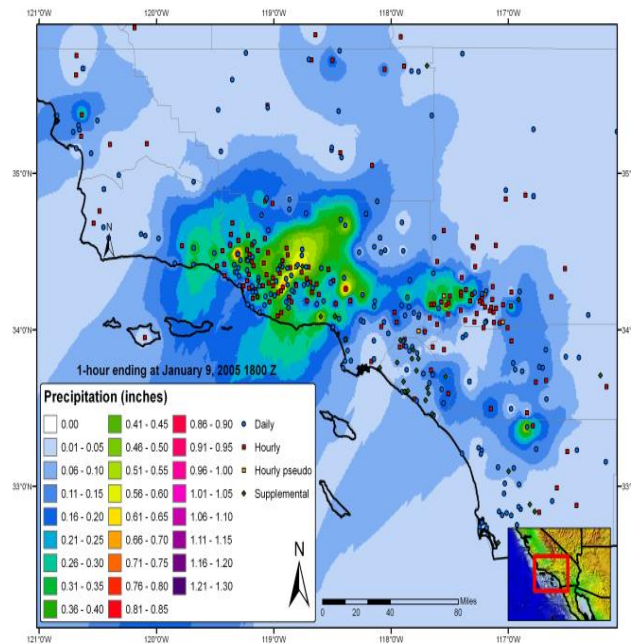 121°0'W 120°0'W 119°0'W 118°0'W 117°0'W
35°0'N 35°0'N
N
34°0'N 34°0'N
1-hour ending at January 9, 2005 1800 Z
Precipitation (inches)
0.00 0.41 - 0.45 0.86 - 0.90 Daily
0.01 - 0.05 0.46 - 0.50 0.91 - 0.95 Hourly
0.06 - 0.10 0.51 - 0.55 0.96 - 1.00 Hourly pseudo
0.11 - 0.15 0.56 - 0.60 1.01 - 1.05 Supplemental
0.16 - 0.20 0.61 - 0.65 1.06 - 1.10
0.21 - 0.25 0.66 - 0.70 1.11 - 1.15
0.26 - 0.30 0.71 - 0.75 1.16 - 1.20
0.31 - 0.35 0.76 - 0.80 1.21 - 1.30
0.36 - 0.40 0.81 - 0.85
33°0'N 33°0'N
N
Miles
0 20 40 80
120°0'W 119°0'W 118°0'W 117°0'W